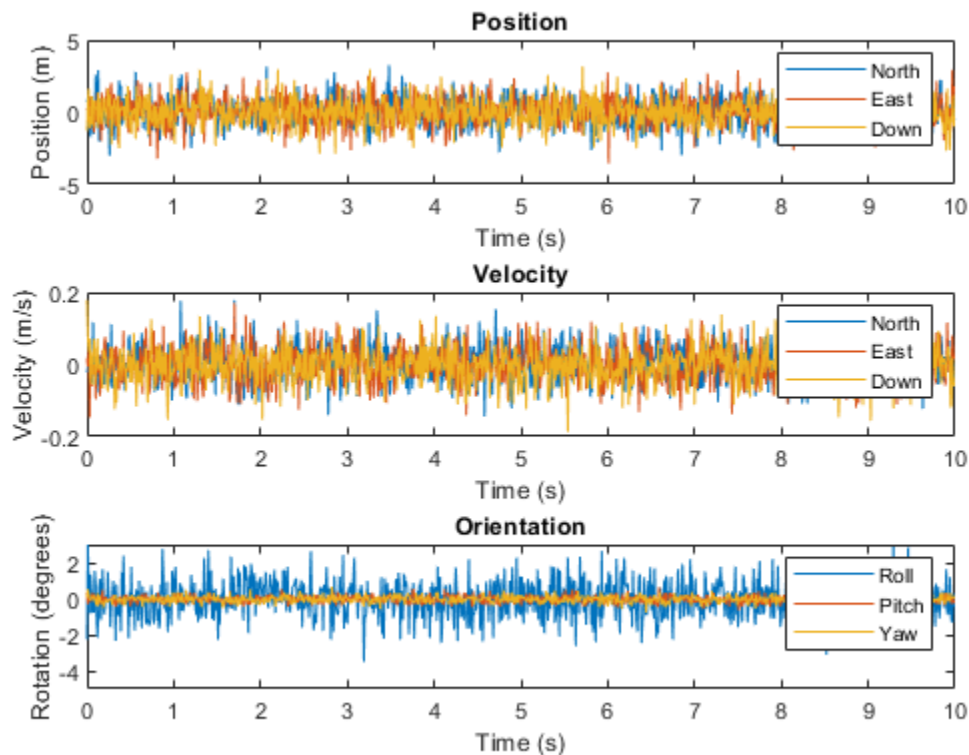 Position
Position (m)
5
0
-5
North
East
Down
0 1 2 3 4 5 6 7 8 9 10
Time (s)
Velocity
Velocity (m/s)
0.2
0
-0.2
North
East
Down
0 1 2 3 4 5 6 7 8 9 10
Time (s)
Orientation
Rotation (degrees)
2
0
-2
-4
Roll
Pitch
Yaw
0 1 2 3 4 5 6 7 8 9 10
Time (s)